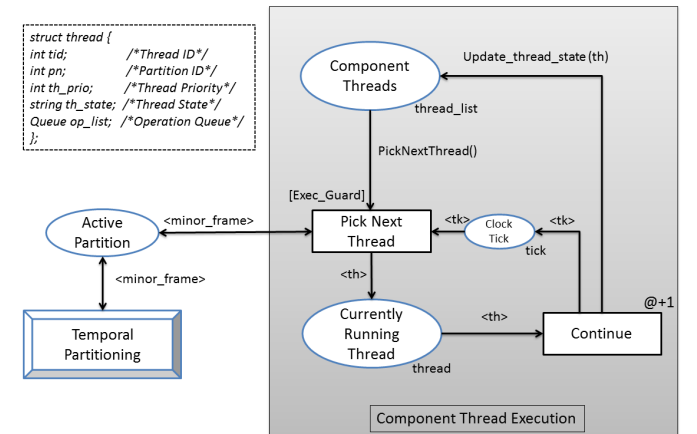 struct thread {
int tid; /*Thread ID*/
int pn; /*Partition ID*/
int th_prio; /*Thread Priority*/
string th_state; /*Thread State*/
Queue op_list; /*Operation Queue*/
};
Update_thread_state(th)
Component
Threads
thread_list
PickNextThread()
[Exec_Guard]
Active
Partition
<minor_frame>
Pick Next
Thread
<tk>
Clock
Tick
<tk>
tick
<minor_frame>
<th>
Temporal
Partitioning
Currently
Running
Thread
thread
<th>
@+1
Continue
Component Thread Execution